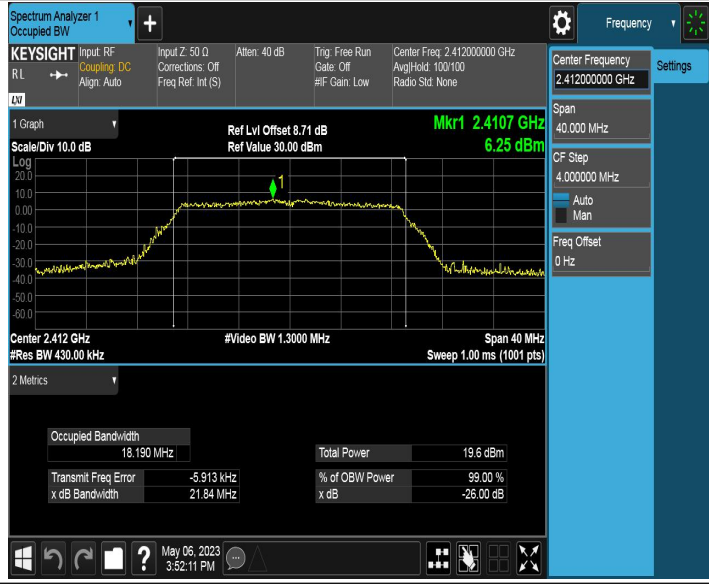 Spectrum Analyzer 1
Occupied BW
Frequency
KEYSIGHT
R L
LXI
Input: RF
Coupling: DC
Align: Auto
Input Z: 50 Ω
Corrections: Off
Freq Ref: Int (S)
Atten: 40 dB
Trig: Free Run
Gate: Off
#IF Gain: Low
Center Freq: 2.412000000 GHz
Avg|Hold: 100/100
Radio Std: None
Center Frequency
2.412000000 GHz
Settings
Span
40.000 MHz
CF Step
4.000000 MHz
Auto
Man
Freq Offset
0 Hz
1 Graph
Scale/Div 10.0 dB
Ref Lvl Offset 8.71 dB
Ref Value 30.00 dBm
Mkr1 2.4107 GHz
6.25 dBm
Log
20.0
10.0
0.00
-10.0
-20.0
-30.0
-40.0
-50.0
-60.0
1
Center 2.412 GHz
#Res BW 430.00 kHz
#Video BW 1.3000 MHz
Span 40 MHz
Sweep 1.00 ms (1001 pts)
2 Metrics
Occupied Bandwidth
18.190 MHz
Total Power 19.6 dBm
Transmit Freq Error -5.913 kHz
% of OBW Power 99.00 %
x dB Bandwidth 21.84 MHz
x dB -26.00 dB
?
May 06, 2023
3:52:11 PM